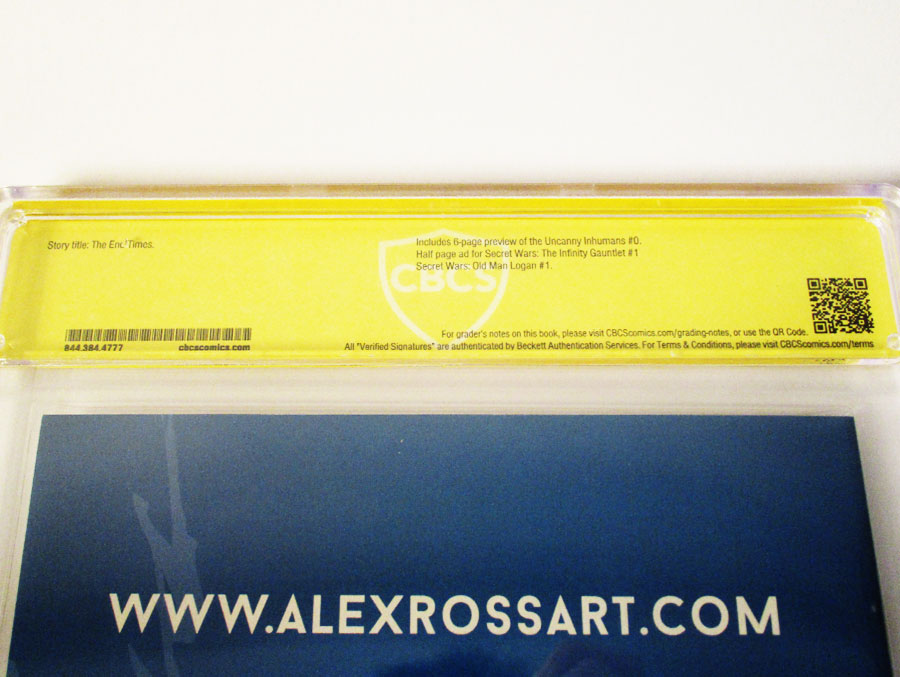 Story title: The End Times.
Includes 6-page preview of the Uncanny Inhumans #0.
Half page ad for Secret Wars: The Infinity Gauntlet #1
Secret Wars: Old Man Logan #1.
CBCS
844.384.4777 cbcscomics.com
For grader's notes on this book, please visit CBCScomics.com/grading-notes, or use the QR Code.
All "Verified Signatures" are authenticated by Beckett Authentication Services. For Terms & Conditions, please visit CBCScomics.com/terms
WWW.ALEXROSSART.COM